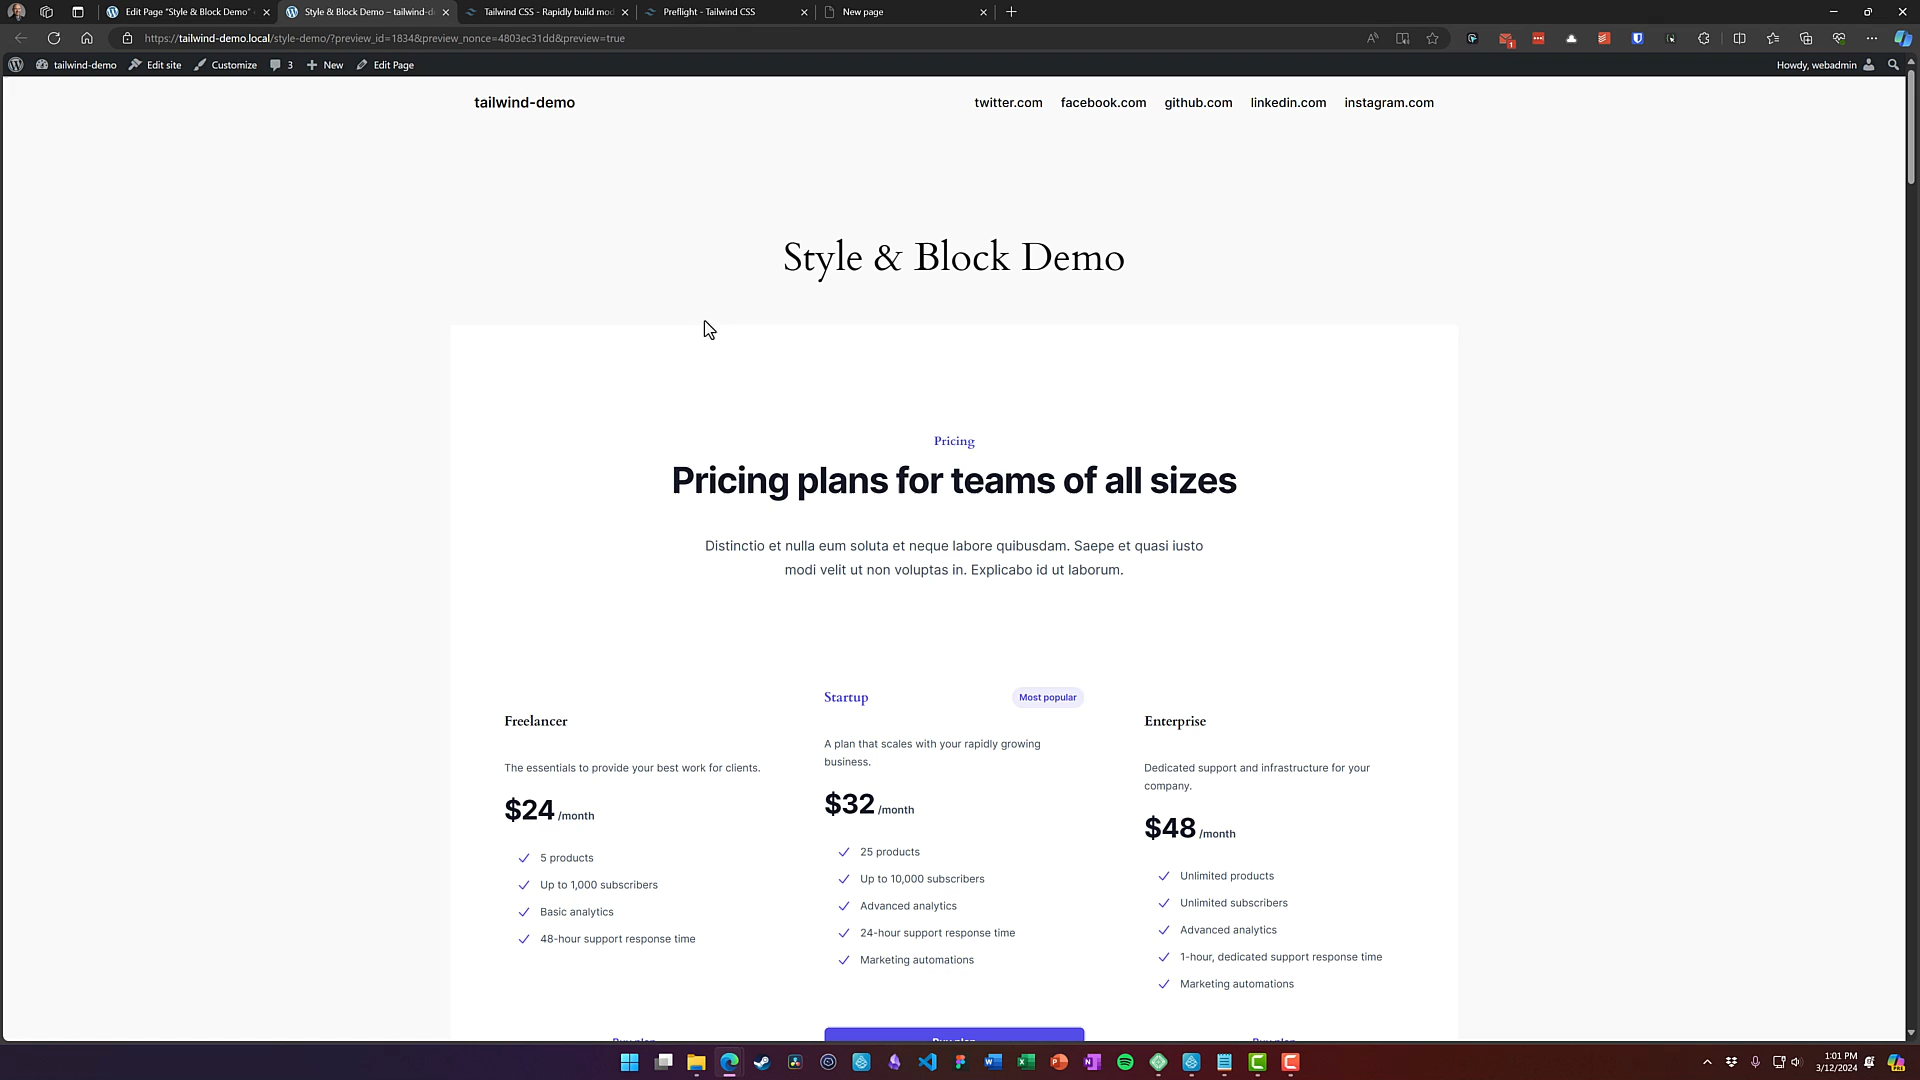 Edit Page "Style & Block Demo"
Style & Block Demo – tailwind-d
Tailwind CSS - Rapidly build mod
Preflight - Tailwind CSS
New page
https://tailwind-demo.local/style-demo/?preview_id=1834&preview_nonce=4803ec31dd&preview=true
1
tailwind-demo
Edit site
Customize
3
New
Edit Page
Howdy, webadmin
tailwind-demo
twitter.com
facebook.com
github.com
linkedin.com
instagram.com
Style & Block Demo
Pricing
Pricing plans for teams of all sizes
Distinctio et nulla eum soluta et neque labore quibusdam. Saepe et quasi iusto
modi velit ut non voluptas in. Explicabo id ut laborum.
Freelancer
The essentials to provide your best work for clients.
$24 /month
5 products
Up to 1,000 subscribers
Basic analytics
48-hour support response time
Startup
Most popular
A plan that scales with your rapidly growing
business.
$32 /month
25 products
Up to 10,000 subscribers
Advanced analytics
24-hour support response time
Marketing automations
Enterprise
Dedicated support and infrastructure for your
company.
$48 /month
Unlimited products
Unlimited subscribers
Advanced analytics
1-hour, dedicated support response time
Marketing automations
Buy plan
Buy plan
Buy plan
1:01 PM
3/12/2024